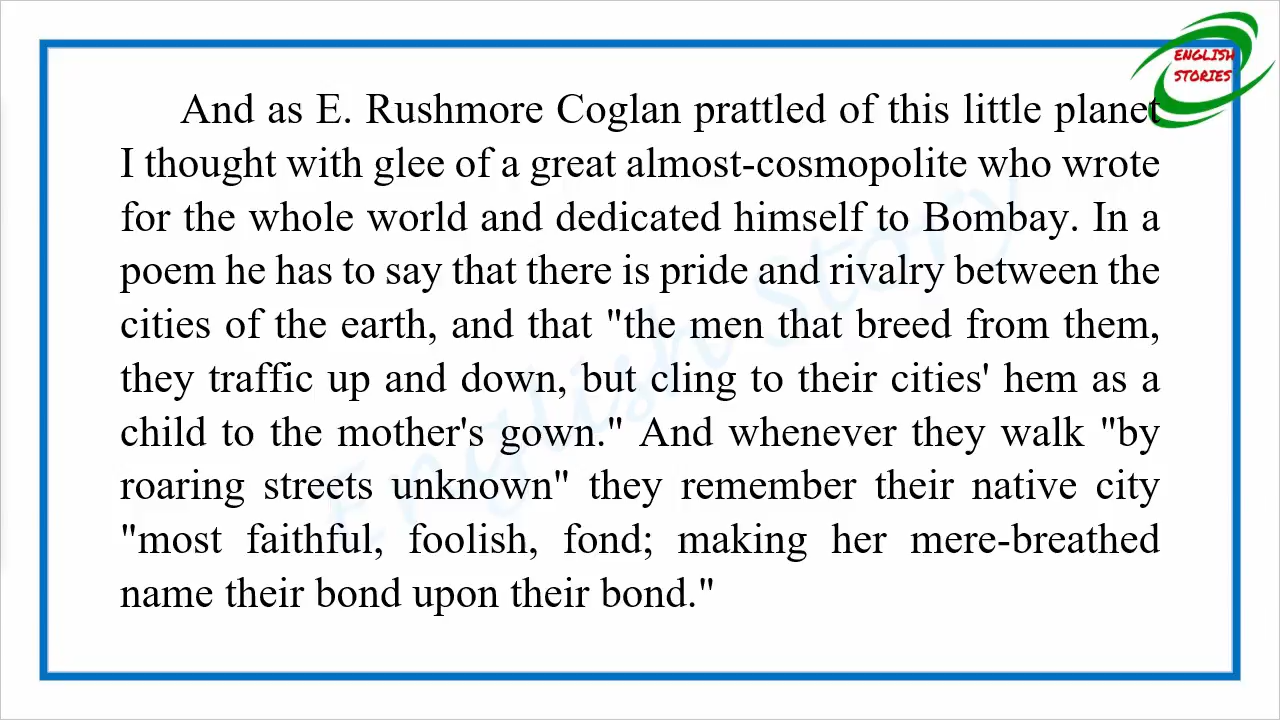 ENGLISH
STORIES
And as E. Rushmore Coglan prattled of this little planet
I thought with glee of a great almost-cosmopolite who wrote
for the whole world and dedicated himself to Bombay. In a
poem he has to say that there is pride and rivalry between the
cities of the earth, and that "the men that breed from them,
they traffic up and down, but cling to their cities' hem as a
child to the mother's gown." And whenever they walk "by
roaring streets unknown" they remember their native city
"most faithful, foolish, fond; making her mere-breathed
name their bond upon their bond."
English Story